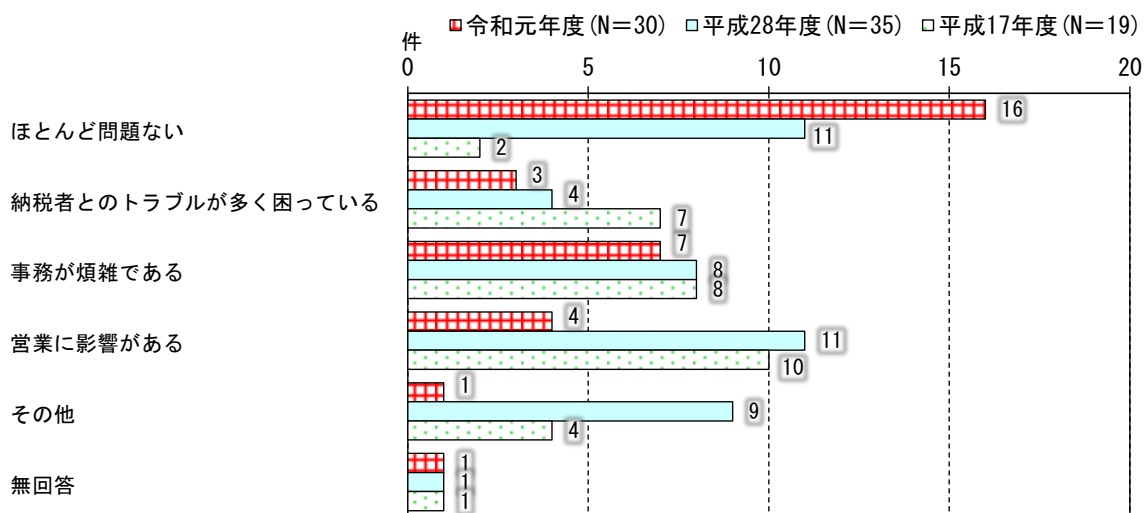 令和元年度(N=30) 平成28年度(N=35) 平成17年度(N=19)
件
0 5 10 15 20
ほとんど問題ない
16
11
2
納税者とのトラブルが多く困っている
3
4
7
事務が煩雑である
7
8
8
営業に影響がある
4
11
10
その他
1
9
4
無回答
1
1
1